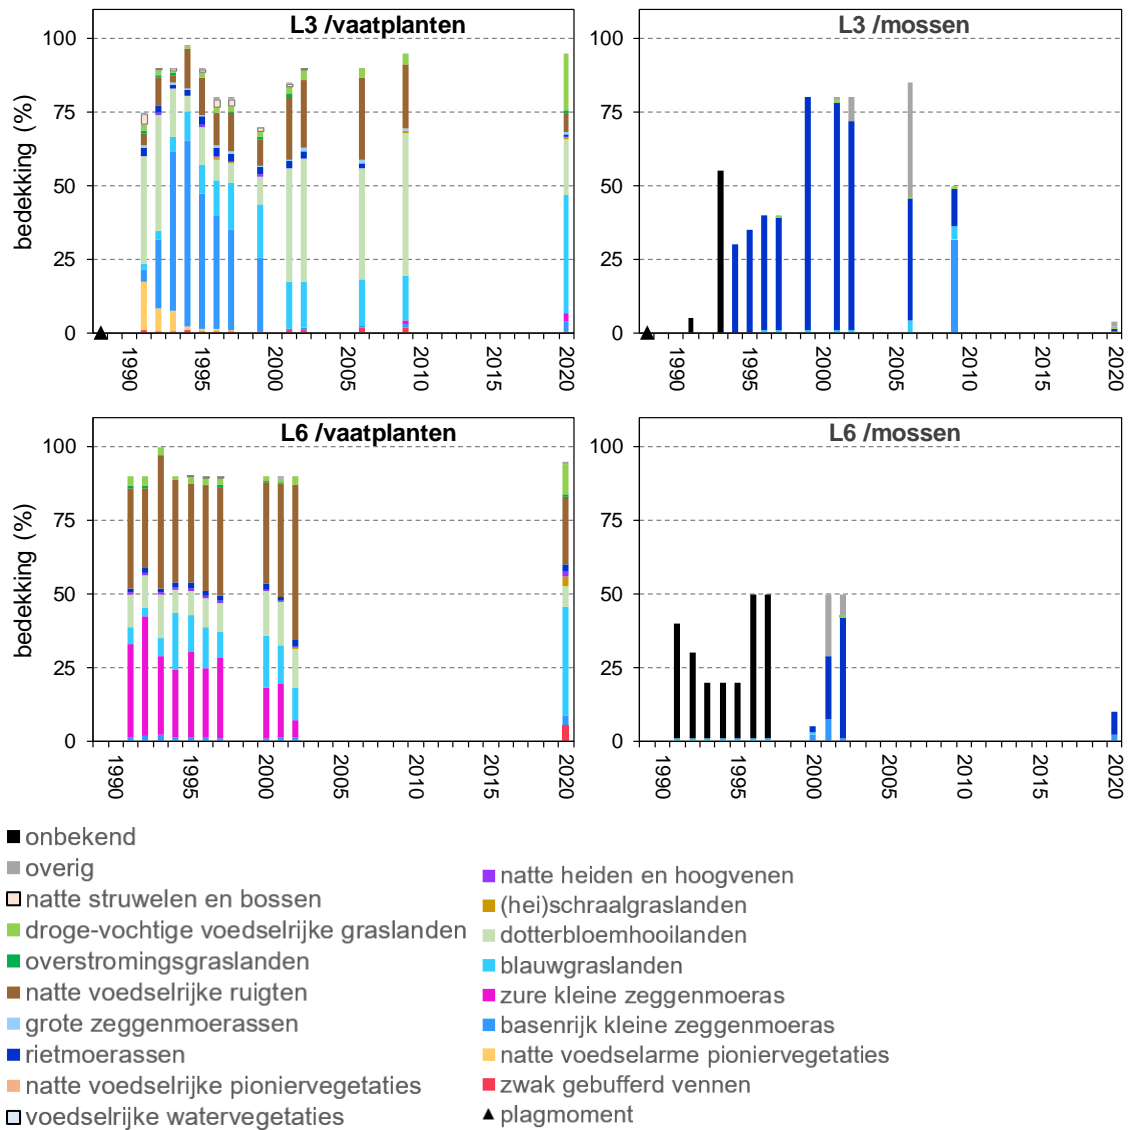 L3 /vaatplanten
L3 /mossen
bedekking (%)
100
75
50
25
0
1990
1995
2000
2005
2010
2015
2020
100
75
50
25
0
1990
1995
2000
2005
2010
2015
2020
L6 /vaatplanten
L6 /mossen
bedekking (%)
100
75
50
25
0
1990
1995
2000
2005
2010
2015
2020
100
75
50
25
0
1990
1995
2000
2005
2010
2015
2020
onbekend
overig
natte struwelen en bossen
droge-vochtige voedselrijke graslanden
overstromingsgraslanden
natte voedselrijke ruigten
grote zeggenmoerassen
rietmoerassen
natte voedselrijke pioniervegetaties
voedselrijke watervegetaties
natte heiden en hoogvenen
(hei)schraalgraslanden
dotterbloemhooilanden
blauwgraslanden
zure kleine zeggenmoeras
basenrijk kleine zeggenmoeras
natte voedselarme pioniervegetaties
zwak gebufferd vennen
plagmoment